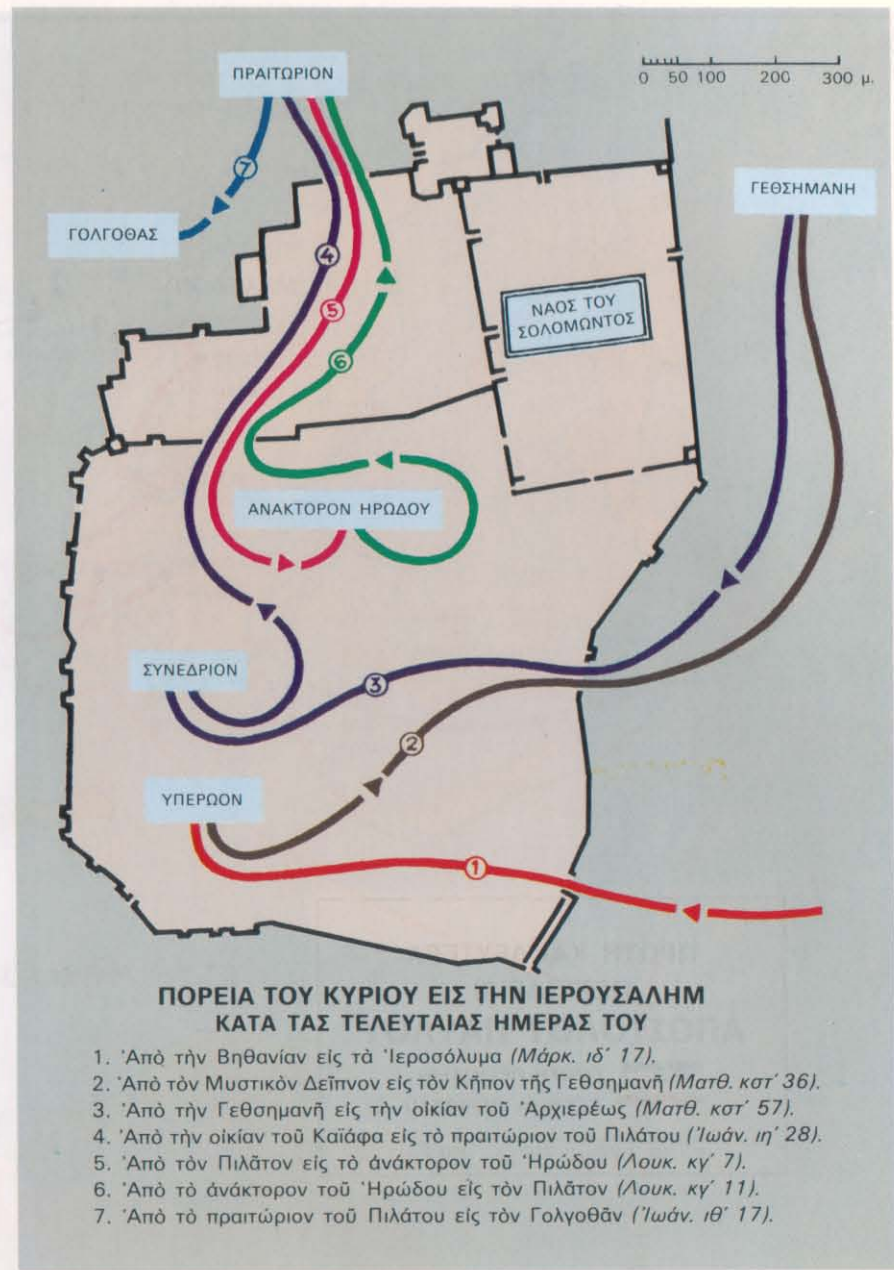 ΠΡΑΙΤΩΡΙΟΝ
0 50 100 200 300 μ.
ΓΕΘΣΗΜΑΝΗ
7
ΓΟΛΓΟΘΑΣ
4
5
6
ΝΑΟΣ ΤΟΥ
ΣΟΛΟΜΩΝΤΟΣ
ΑΝΑΚΤΟΡΟΝ ΗΡΩΔΟΥ
ΣΥΝΕΔΡΙΟΝ
3
2
ΥΠΕΡΩΟΝ
1
ΠΟΡΕΙΑ ΤΟΥ ΚΥΡΙΟΥ ΕΙΣ ΤΗΝ ΙΕΡΟΥΣΑΛΗΜ
ΚΑΤΑ ΤΑΣ ΤΕΛΕΥΤΑΙΑΣ ΗΜΕΡΑΣ ΤΟΥ
1. Ἀπὸ τὴν Βηθανίαν εἰς τὰ Ἱεροσόλυμα (Μάρκ. ιδ' 17).
2. Ἀπὸ τὸν Μυστικὸν Δεῖπνον εἰς τὸν Κῆπον τῆς Γεθσημανῆ (Ματθ. κστ' 36).
3. Ἀπὸ τὴν Γεθσημανῆ εἰς τὴν οἰκίαν τοῦ Ἀρχιερέως (Ματθ. κστ' 57).
4. Ἀπὸ τὴν οἰκίαν τοῦ Καϊάφα εἰς τὸ πραιτώριον τοῦ Πιλάτου (Ἰωάν. ιη' 28).
5. Ἀπὸ τὸν Πιλᾶτον εἰς τὸ ἀνάκτορον τοῦ Ἡρώδου (Λουκ. κγ' 7).
6. Ἀπὸ τὸ ἀνάκτορον τοῦ Ἡρώδου εἰς τὸν Πιλᾶτον (Λουκ. κγ' 11).
7. Ἀπὸ τὸ πραιτώριον τοῦ Πιλάτου εἰς τὸν Γολγοθᾶν (Ἰωάν. ιθ' 17).